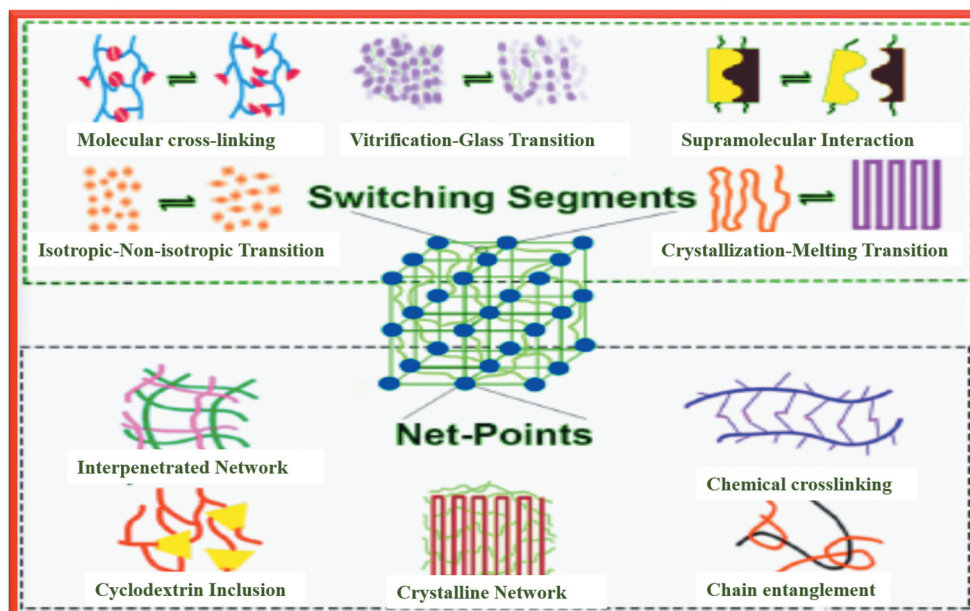 Molecular cross-linking
Vitrification-Glass Transition
Supramolecular Interaction
Switching Segments
Isotropic-Non-isotropic Transition
Crystallization-Melting Transition
Net-Points
Interpenetrated Network
Chemical crosslinking
Cyclodextrin Inclusion
Crystalline Network
Chain entanglement